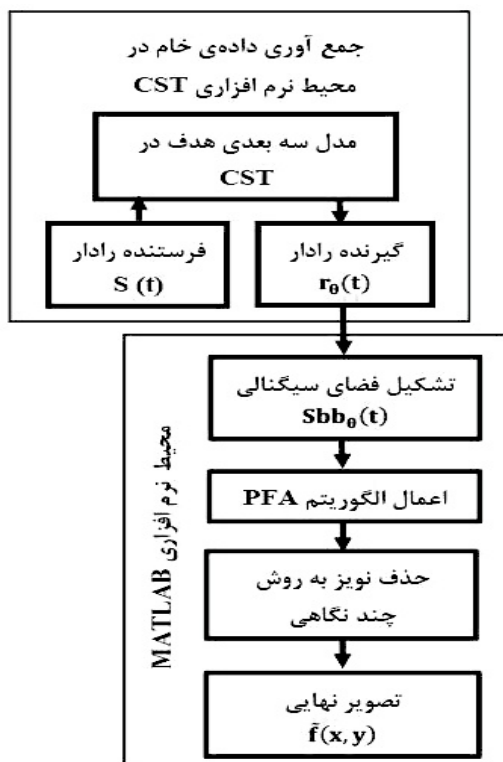 جمع آوری داده‌ی خام در
محیط نرم افزاری CST
مدل سه بعدی هدف در
CST
فرستنده رادار
S (t)
گیرنده رادار
r₀(t)
تشکیل فضای سیگنالی
Sbb₀(t)
اعمال الگوریتم PFA
حذف نویز به روش
چند نگاهی
تصویر نهایی
f̄(x, y)
محیط نرم افزاری MATLAB